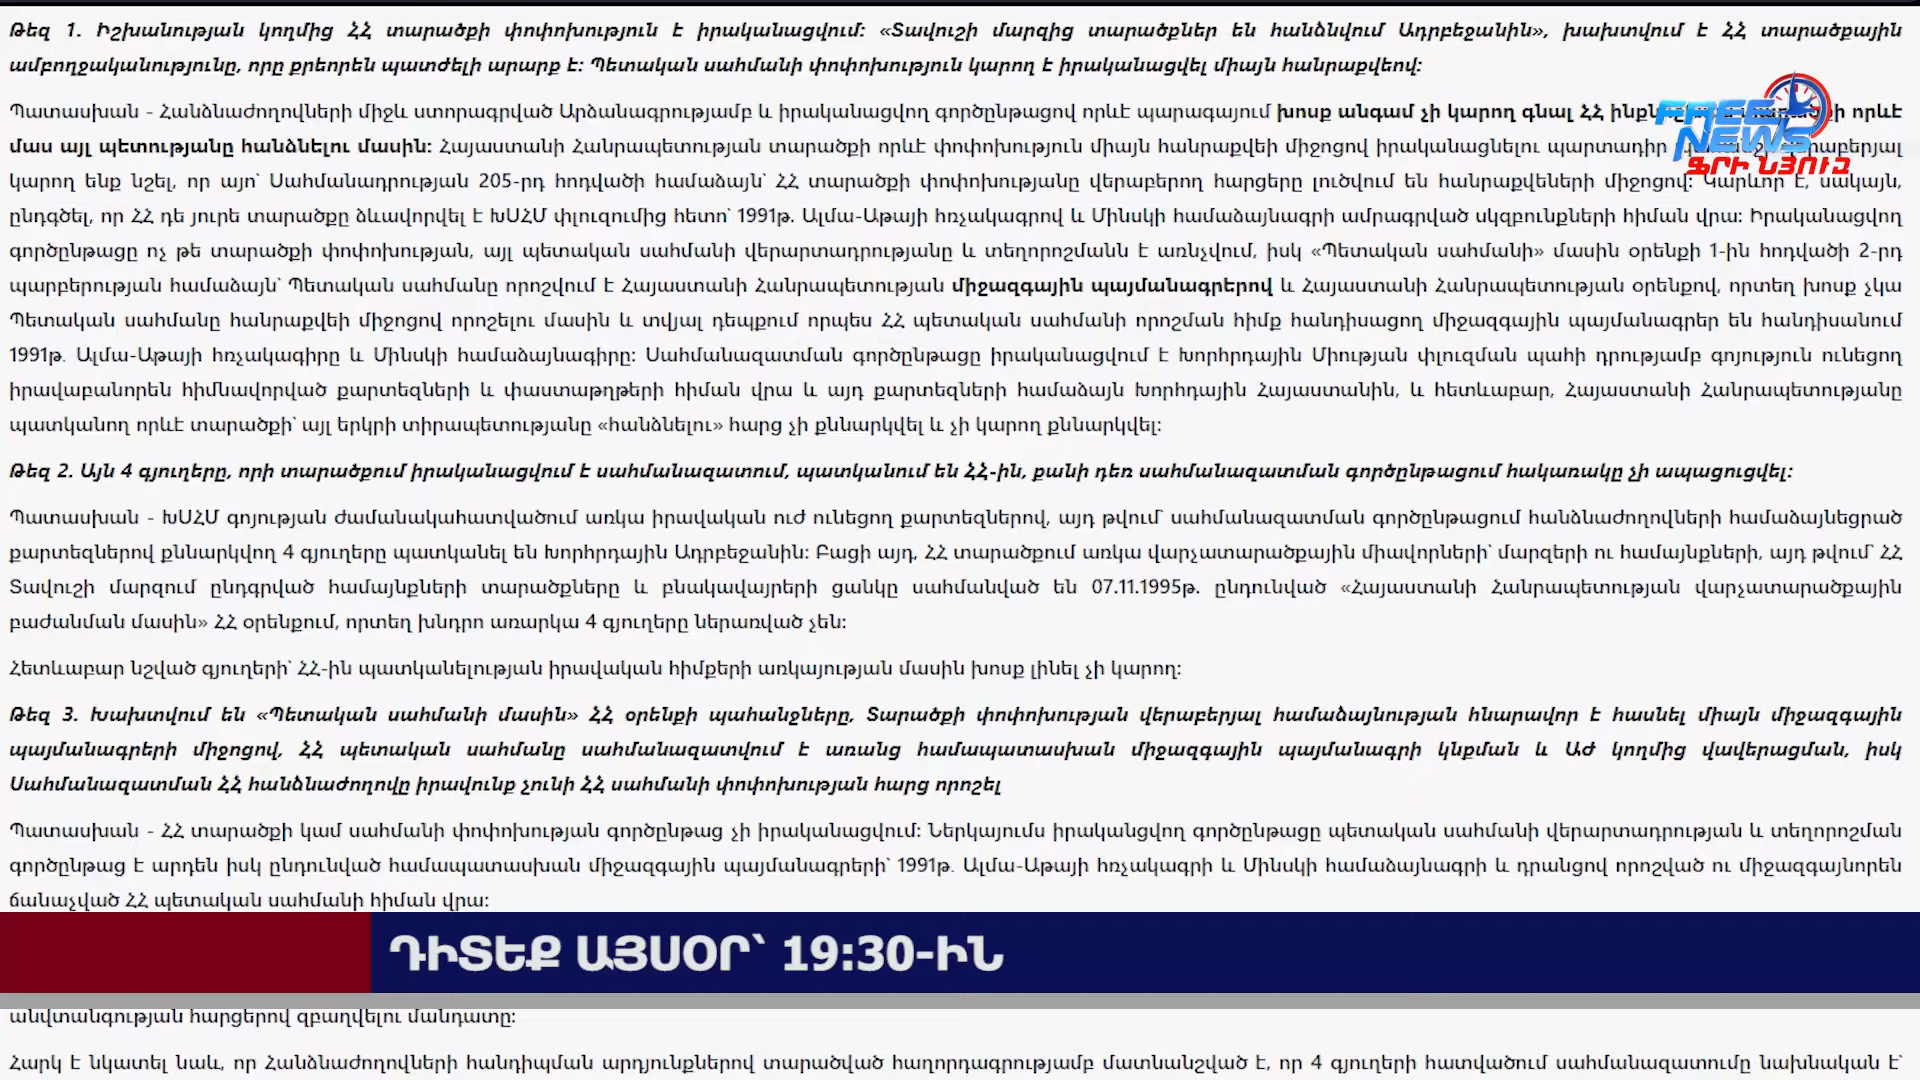 Թեզ 1. Իշխանության կողմից ՀՀ տարածքի փոփոխություն է իրականացվում: «Տավուշի մարզից տարածքներ են հանձնվում Ադրբեջանին», խախտվում է ՀՀ տարածքային
ամբողջականությունը, որը քրեորեն պատժելի արարք է: Պետական սահմանի փոփոխություն կարող է իրականացվել միայն հանրաքվեով:
Պատասխան - Հանձնաժողովների միջև ստորագրված Արձանագրությամբ և իրականացվող գործընթացով որևէ պարագայում խոսք անգամ չի կարող գնալ ՀՀ որևէ
մաս այլ պետությանը հանձնելու մասին: Հայաստանի Հանրապետության տարածքի որևէ փոփոխություն միայն հանրաքվեի միջոցով իրականացնելու պարտադիր
կարող ենք նշել, որ այո՝ Սահմանադրության 205-րդ հոդվածի համաձայն՝ ՀՀ տարածքի փոփոխությանը վերաբերող հարցերը լուծվում են հանրաքվեների միջոցով: Կարևոր է, սակայն,
ընդգծել, որ ՀՀ դե յուրե տարածքը ձևավորվել է ԽՍՀՄ փլուզումից հետո՝ 1991թ. Ալմա-Աթայի հռչակագրով և Մինսկի համաձայնագրի ամրագրված սկզբունքների հիման վրա: Իրականացվող
գործընթացը ոչ թե տարածքի փոփոխության, այլ պետական սահմանի վերարտադրությանը և տեղորոշմանն է առնչվում, իսկ «Պետական սահմանի» մասին օրենքի 1-ին հոդվածի 2-րդ
պարբերության համաձայն՝ Պետական սահմանը որոշվում է Հայաստանի Հանրապետության միջազգային պայմանագրերով և Հայաստանի Հանրապետության օրենքով, որտեղ խոսք չկա
Պետական սահմանը հանրաքվեի միջոցով որոշելու մասին և տվյալ դեպքում որպես ՀՀ պետական սահմանի որոշման հիմք հանդիսացող միջազգային պայմանագրեր են հանդիսանում
1991թ. Ալմա-Աթայի հռչակագիրը և Մինսկի համաձայնագիրը: Սահմանազատման գործընթացը իրականացվում է Խորհրդային Միության փլուզման պահի դրությամբ գոյություն ունեցող
իրավաբանորեն հիմնավորված քարտեզների և փաստաթղթերի հիման վրա և այդ քարտեզների համաձայն Խորհդային Հայաստանին, և հետևաբար, Հայաստանի Հանրապետությանը
պատկանող որևէ տարածքի՝ այլ երկրի տիրապետությանը «հանձնելու» հարց չի քննարկվել և չի կարող քննարկվել:
Թեզ 2. Այն 4 գյուղերը, որի տարածքում իրականացվում է սահմանազատում, պատկանում են ՀՀ-ին, քանի դեռ սահմանազատման գործընթացում հակառակը չի ապացուցվել:
Պատասխան - ԽՍՀՄ գոյության ժամանակահատվածում առկա իրավական ուժ ունեցող քարտեզներով, այդ թվում՝ սահմանազատման գործընթացում հանձնաժողովների համաձայնեցրած
քարտեզներով քննարկվող 4 գյուղերը պատկանել են Խորհրդային Ադրբեջանին: Բացի այդ, ՀՀ տարածքում առկա վարչատարածքային միավորների՝ մարզերի ու համայնքների, այդ թվում՝ ՀՀ
Տավուշի մարզում ընդգրված համայնքների տարածքները և բնակավայրերի ցանկը սահմանված են 07.11.1995թ. ընդունված «Հայաստանի Հանրապետության վարչատարածքային
բաժանման մասին» ՀՀ օրենքում, որտեղ խնդրո առարկա 4 գյուղերը ներառված չեն:
Հետևաբար նշված գյուղերի՝ ՀՀ-ին պատկանելության իրավական հիմքերի առկայության մասին խոսք լինել չի կարող:
Թեզ 3. Խախտվում են «Պետական սահմանի մասին» ՀՀ օրենքի պահանջները, Տարածքի փոփոխության վերաբերյալ համաձայնության հնարավոր է հասնել միայն միջազգային
պայմանագրերի միջոցով, ՀՀ պետական սահմանը սահմանազատվում է առանց համապատասխան միջազգային պայմանագրի կնքման և ԱԺ կողմից վավերացման, իսկ
Սահմանազատման ՀՀ հանձնաժողովը իրավունք չունի ՀՀ սահմանի փոփոխության հարց որոշել
Պատասխան - ՀՀ տարածքի կամ սահմանի փոփոխության գործընթաց չի իրականացվում: Ներկայումս իրականցվող գործընթացը պետական սահմանի վերարտադրության և տեղորոշման
գործընթաց է արդեն իսկ ընդունված համապատասխան միջազգային պայմանագրերի՝ 1991թ. Ալմա-Աթայի հռչակագրի և Մինսկի համաձայնագրի և դրանցով որոշված ու միջազգայնորեն
ճանաչված ՀՀ պետական սահմանի հիման վրա:
FREE
NEWS
ՖՐԻ ՆՅՈՒԶ
ԴԻՏԵՔ ԱՅՍՕՐ՝ 19:30-ԻՆ
անվտանգության հարցերով զբաղվելու մանդատը:
Հարկ է նկատել նաև, որ Հանձնաժողովների հանդիպման արդյունքներով տարածված հաղորդագրությամբ մատնանշված է, որ 4 գյուղերի հատվածում սահմանազատումը նախնական է՝